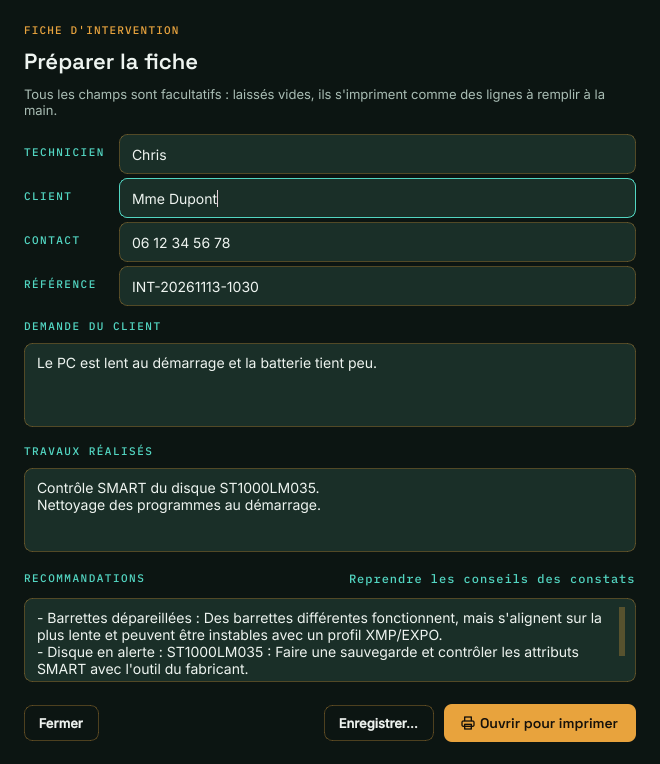 FICHE D'INTERVENTION
Préparer la fiche
Tous les champs sont facultatifs : laissés vides, ils s'impriment comme des lignes à remplir à la
main.
TECHNICIEN Chris
CLIENT Mme Dupont
CONTACT 06 12 34 56 78
RÉFÉRENCE INT-20261113-1030
DEMANDE DU CLIENT
Le PC est lent au démarrage et la batterie tient peu.
TRAVAUX RÉALISÉS
Contrôle SMART du disque ST1000LM035.
Nettoyage des programmes au démarrage.
RECOMMANDATIONS Reprendre les conseils des constats
- Barrettes dépareillées : Des barrettes différentes fonctionnent, mais s'alignent sur la
plus lente et peuvent être instables avec un profil XMP/EXPO.
- Disque en alerte : ST1000LM035 : Faire une sauvegarde et contrôler les attributs
SMART avec l'outil du fabricant.
Fermer Enregistrer... Ouvrir pour imprimer